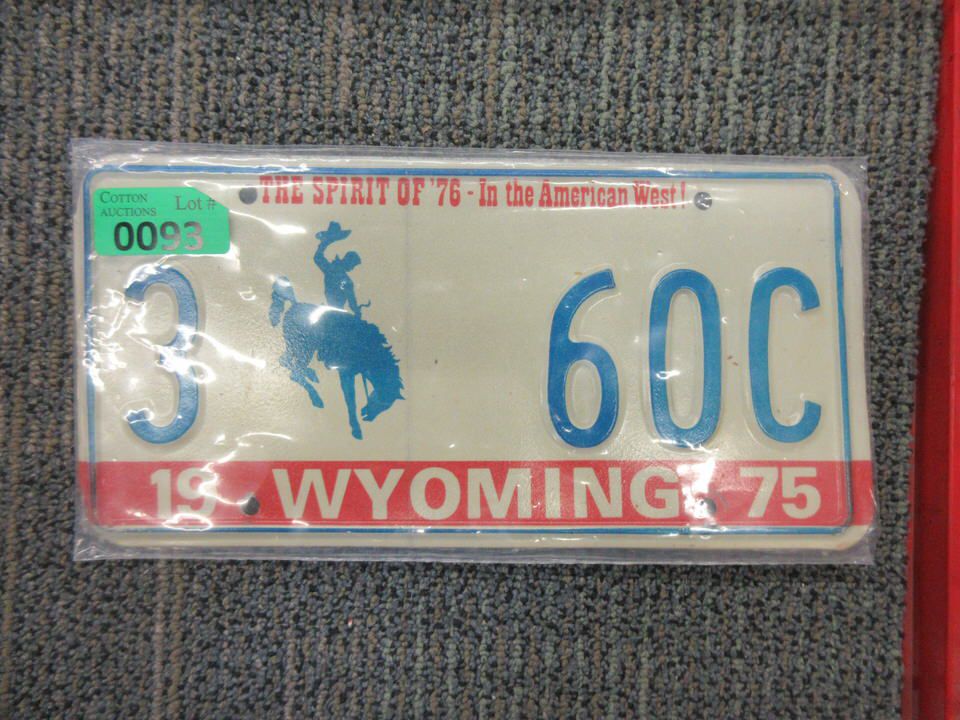 THE SPIRIT OF '76 - In the American West!
COTTON AUCTIONS Lot #
0093
3 60C
19 WYOMING 75